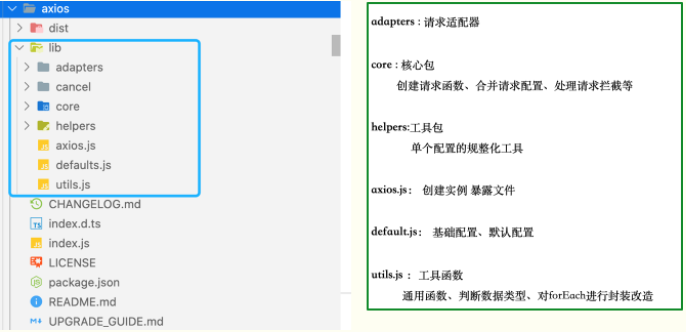 axios
dist
lib
adapters
cancel
core
helpers
axios.js
defaults.js
utils.js
CHANGELOG.md
index.d.ts
index.js
LICENSE
package.json
README.md
UPGRADE_GUIDE.md
adapters : 请求适配器
core : 核心包
创建请求函数、合并请求配置、处理请求拦截等
helpers:工具包
单个配置的规整化工具
axios.js： 创建实例 暴露文件
default.js： 基础配置、默认配置
utils.js ： 工具函数
通用函数、判断数据类型、对forEach进行封装改造